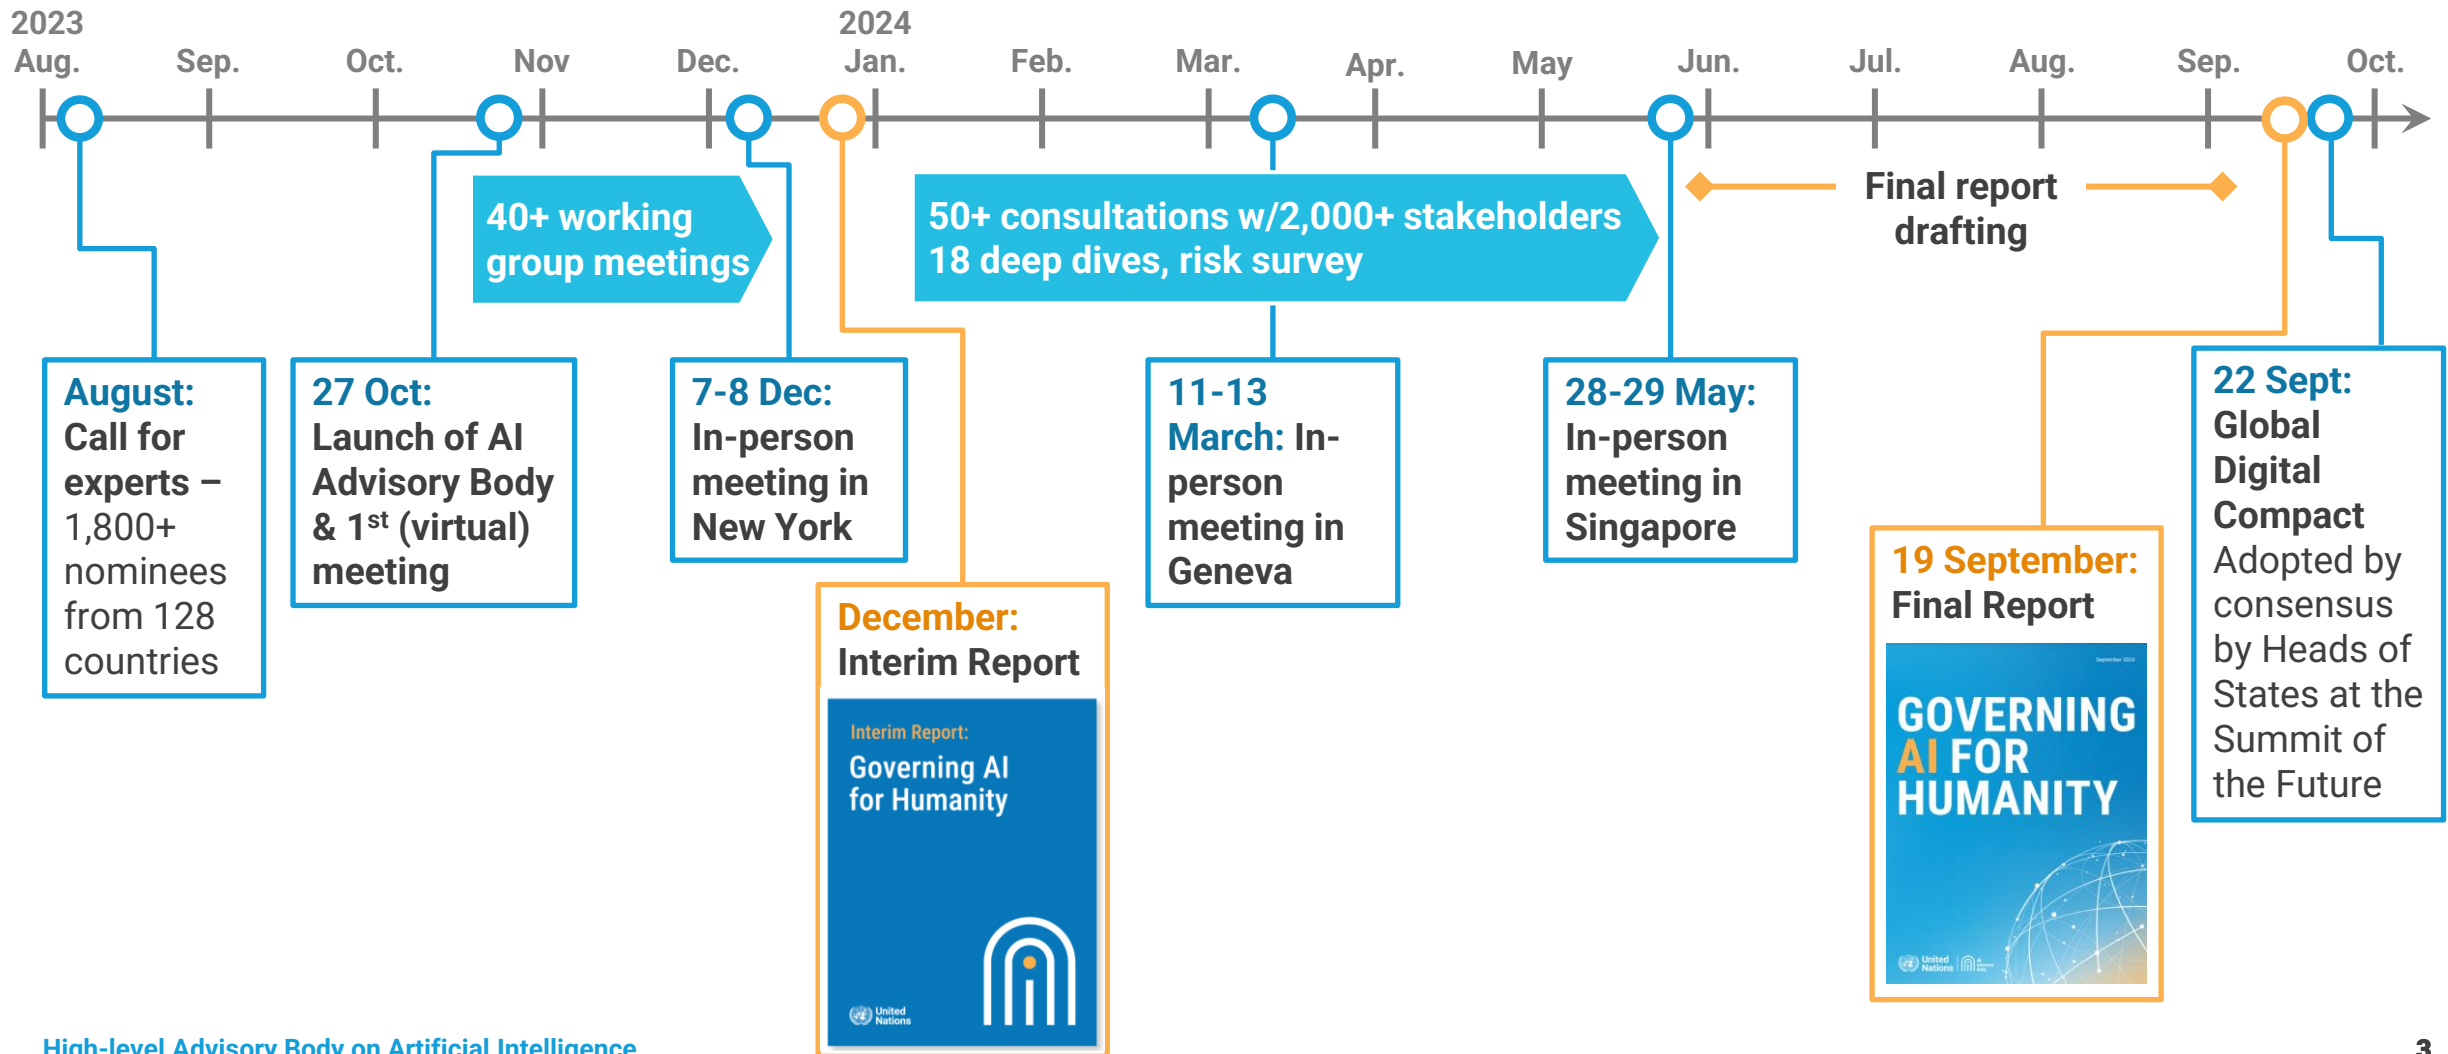 2023
2024
Aug.
Sep.
Oct.
Nov
Dec.
Jan.
Feb.
Mar.
Apr.
May
Jun.
Jul.
Aug.
Sep.
Oct.
40+ working
group meetings
50+ consultations w/2,000+ stakeholders
18 deep dives, risk survey
Final report
drafting
August:
Call for
experts –
1,800+
nominees
from 128
countries
27 Oct:
Launch of AI
Advisory Body
& 1st (virtual)
meeting
7-8 Dec:
In-person
meeting in
New York
December:
Interim Report
Interim Report:
Governing AI
for Humanity
United
Nations
11-13
March: In-
person
meeting in
Geneva
28-29 May:
In-person
meeting in
Singapore
19 September:
Final Report
September 2024
GOVERNING
AI FOR
HUMANITY
United
Nations
22 Sept:
Global
Digital
Compact
Adopted by
consensus
by Heads of
States at the
Summit of
the Future
High-level Advisory Body on Artificial Intelligence
3